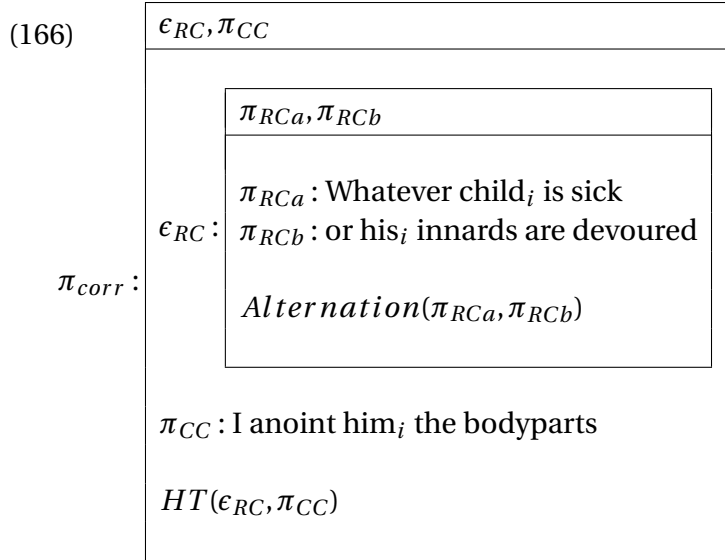 (166)
ϵ_RC, π_CC
π_RCa, π_RCb
π_RCa : Whatever child_i is sick
ϵ_RC : π_RCb : or his_i innards are devoured
π_corr :
Alternation(π_RCa, π_RCb)
π_CC : I anoint him_i the bodyparts
HT(ϵ_RC, π_CC)